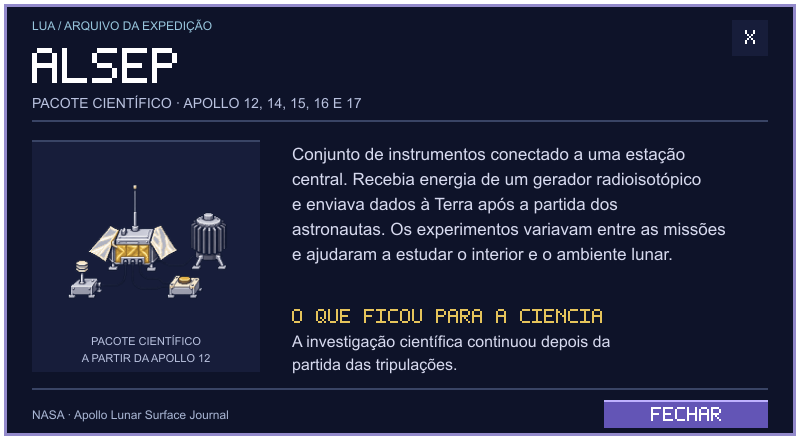 LUA / ARQUIVO DA EXPEDIÇÃO
X
ALSEP
PACOTE CIENTÍFICO · APOLLO 12, 14, 15, 16 E 17
Conjunto de instrumentos conectado a uma estação
central. Recebia energia de um gerador radioisotópico
e enviava dados à Terra após a partida dos
astronautas. Os experimentos variavam entre as missões
e ajudaram a estudar o interior e o ambiente lunar.
PACOTE CIENTÍFICO
A PARTIR DA APOLLO 12
O QUE FICOU PARA A CIENCIA
A investigação científica continuou depois da
partida das tripulações.
NASA · Apollo Lunar Surface Journal
FECHAR